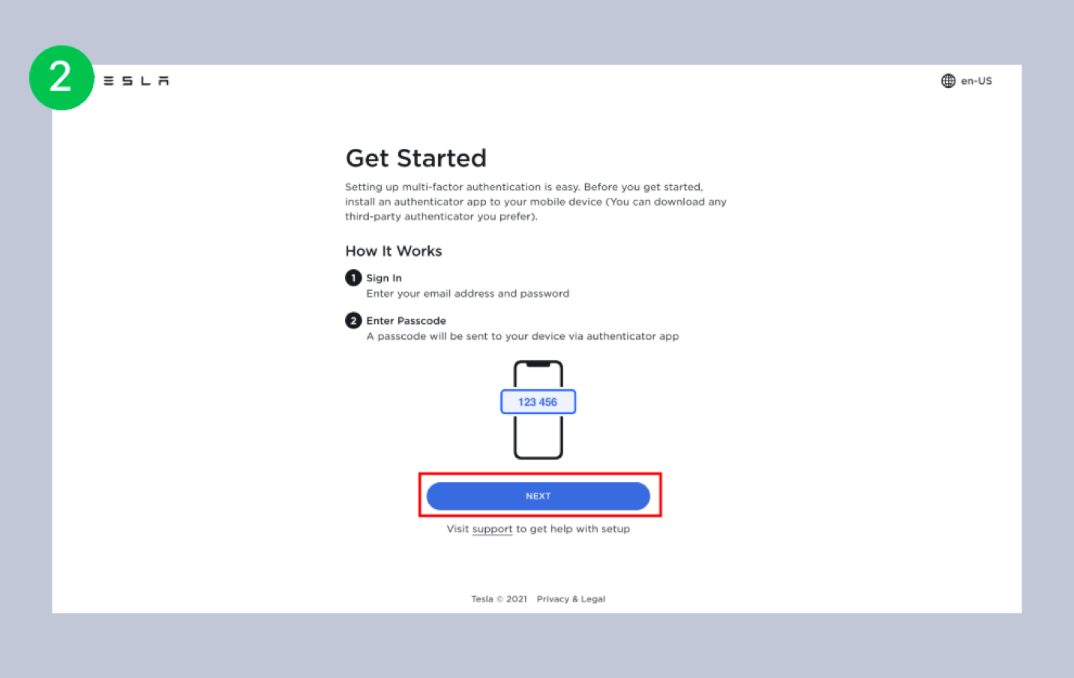 2
ESLA
en-US
Get Started
Setting up multi-factor authentication is easy. Before you get started,
install an authenticator app to your mobile device (You can download any
third-party authenticator you prefer).
How It Works
1 Sign In
Enter your email address and password
2 Enter Passcode
A passcode will be sent to your device via authenticator app
123 456
NEXT
Visit support to get help with setup
Tesla © 2021 Privacy & Legal